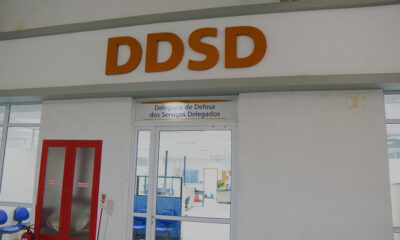 DDSD
Delegacia de Defesa
dos Serviços Delegados